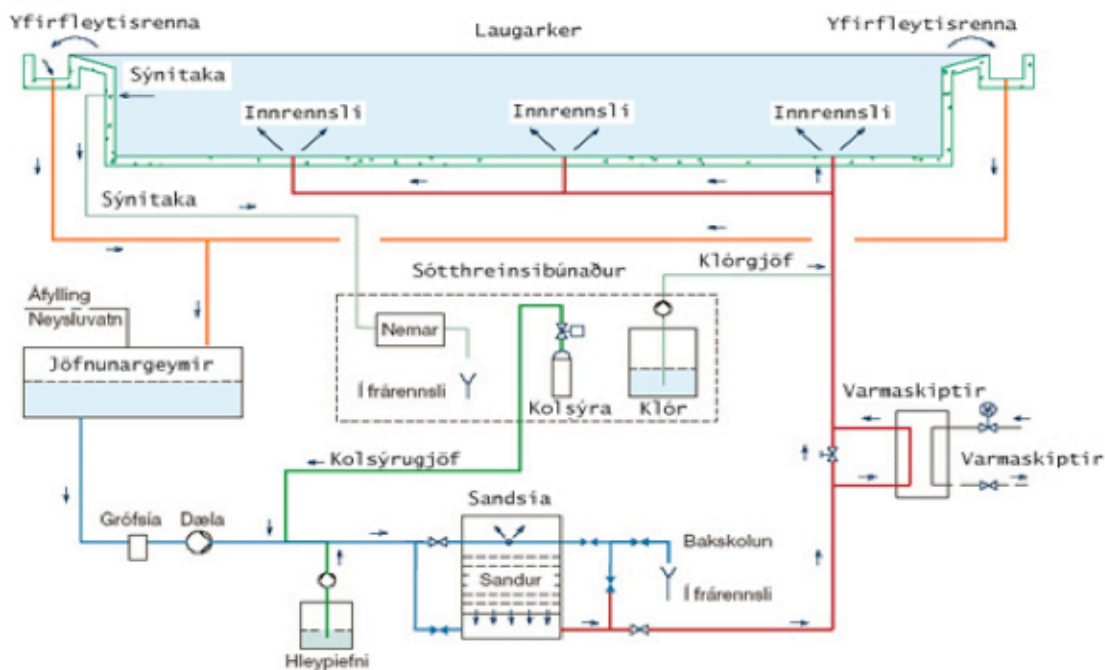 Yfirfleytisrenna
Laugarker
Yfirfleytisrenna
Sýnitaka
Innrennsli
Innrennsli
Innrennsli
Sýnitaka
Klórgjöf
Sótthreinsibúnaður
Áfylling
Neysluvatn
Nemar
Jöfnunargeymir
Í frárennsli
Kolsýra
Klór
Varmaskiptir
Kolsýrugjöf
Varmaskiptir
Sandsía
Grófsía
Dæla
Bakskolun
Sandur
Í frárennsli
Hleypiefni